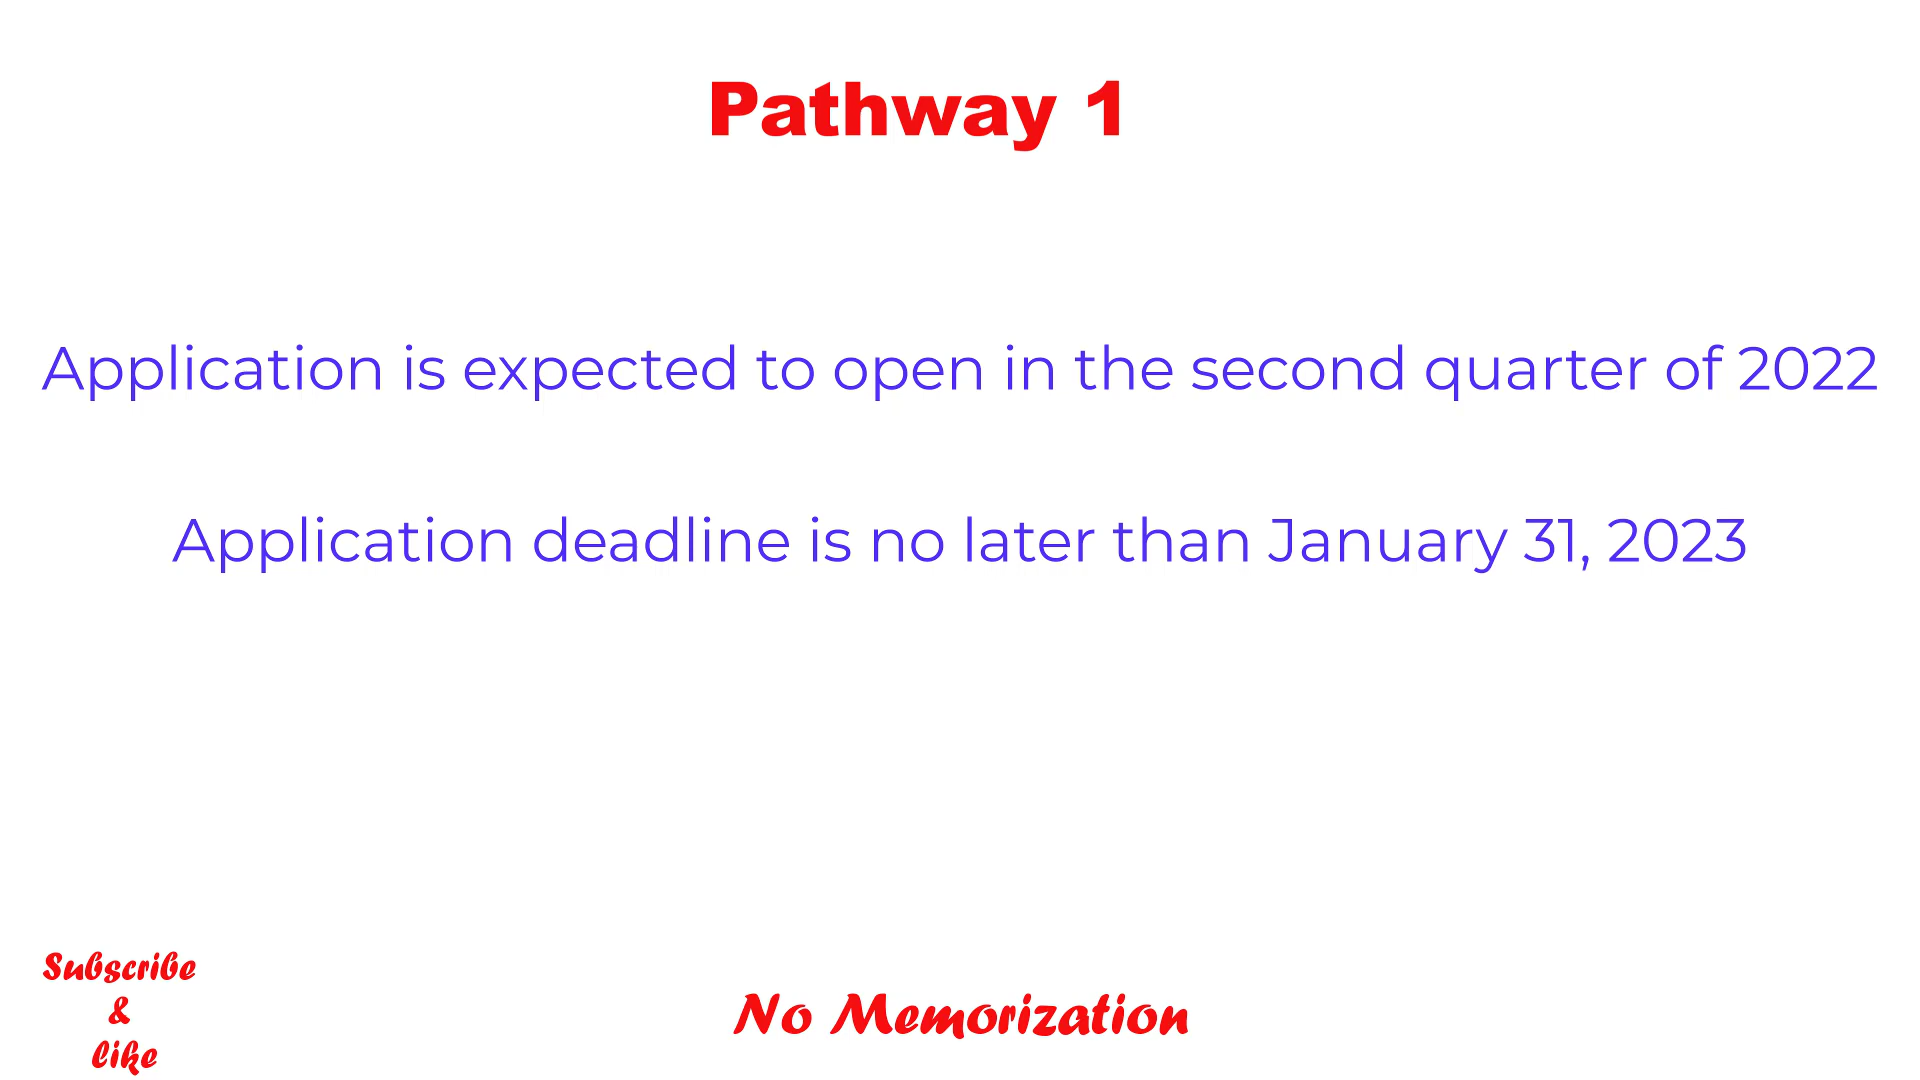 Pathway 1
Application is expected to open in the second quarter of 2022
Application deadline is no later than January 31, 2023
Subscribe
&
like
No Memorization